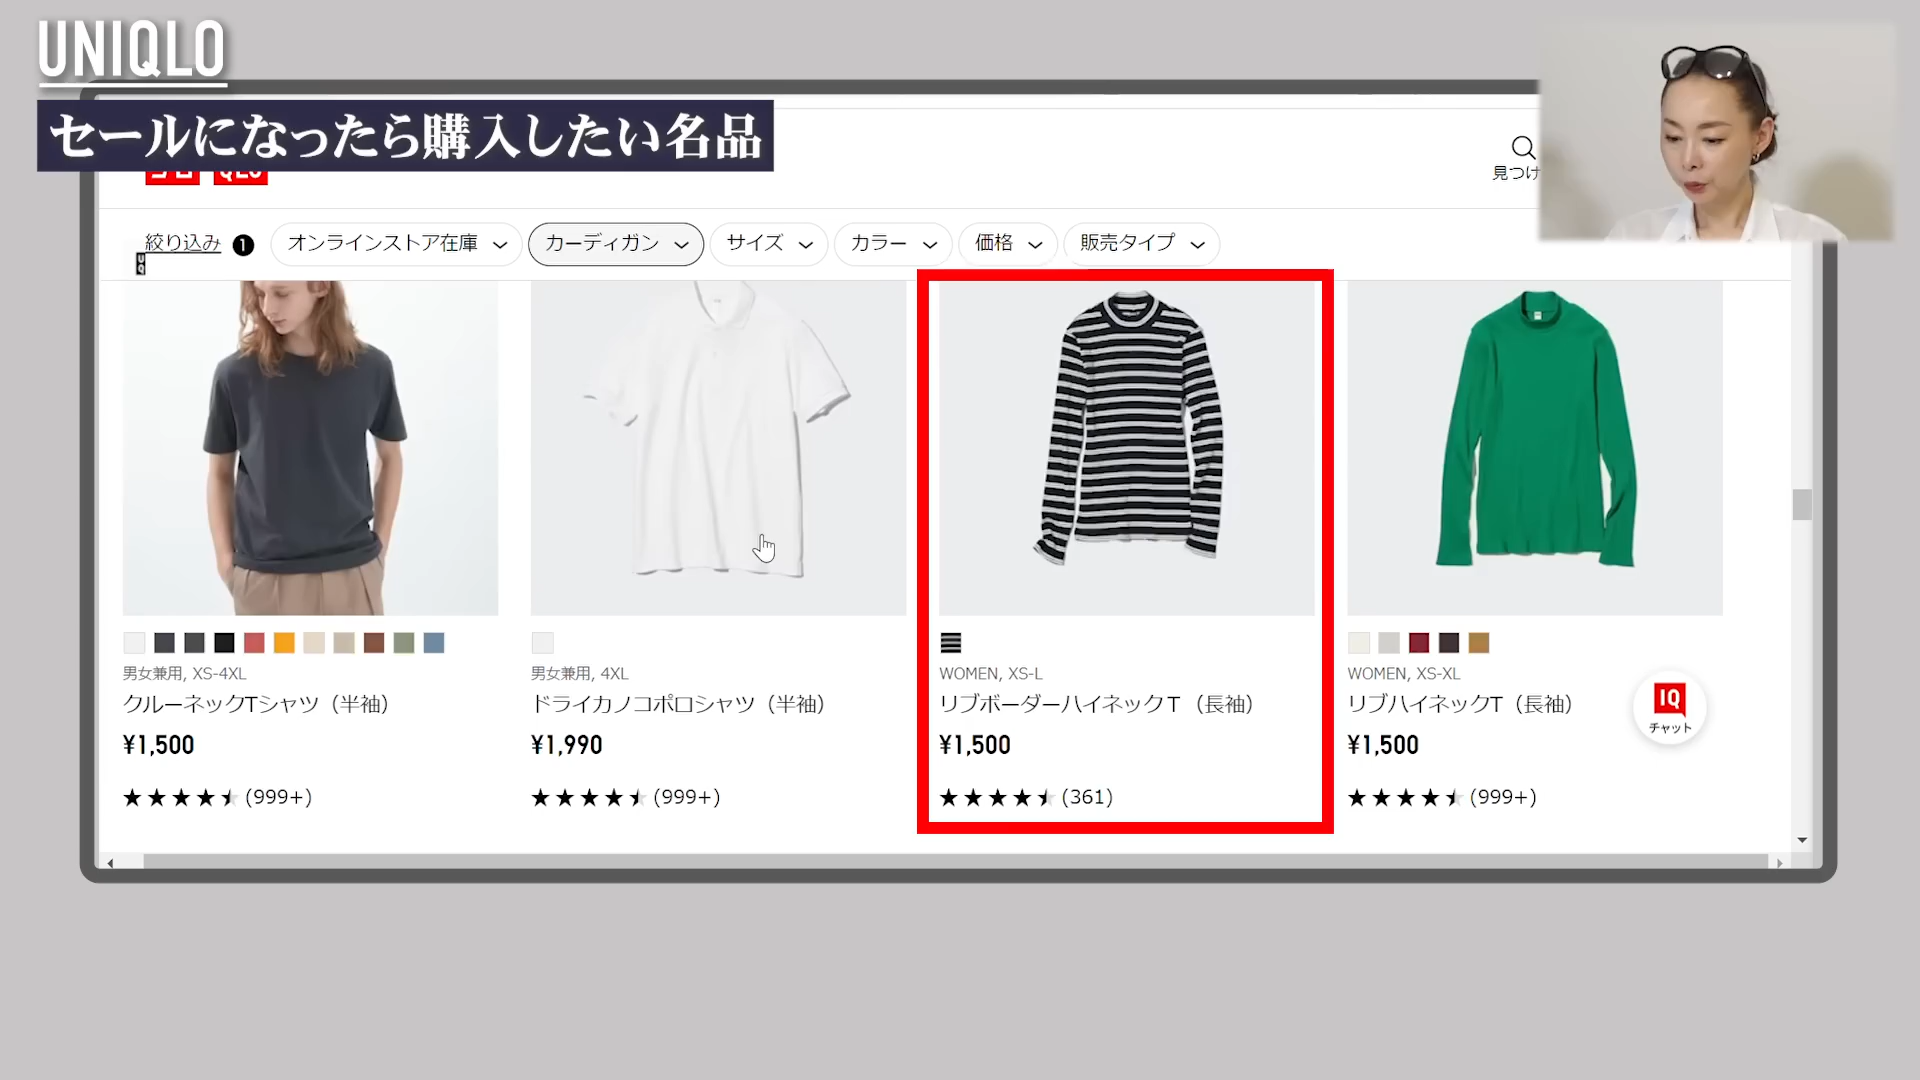 UNIQLO
セールになったら購入したい名品
見つけ
絞り込み 1
オンラインストア在庫
カーディガン
サイズ
カラー
価格
販売タイプ
男女兼用, XS-4XL
クルーネックTシャツ（半袖）
¥1,500
(999+)
男女兼用, 4XL
ドライカノコポロシャツ（半袖）
¥1,990
(999+)
WOMEN, XS-L
リブボーダーハイネックT（長袖）
¥1,500
(361)
WOMEN, XS-XL
リブハイネックT（長袖）
¥1,500
(999+)
IQ
チャット